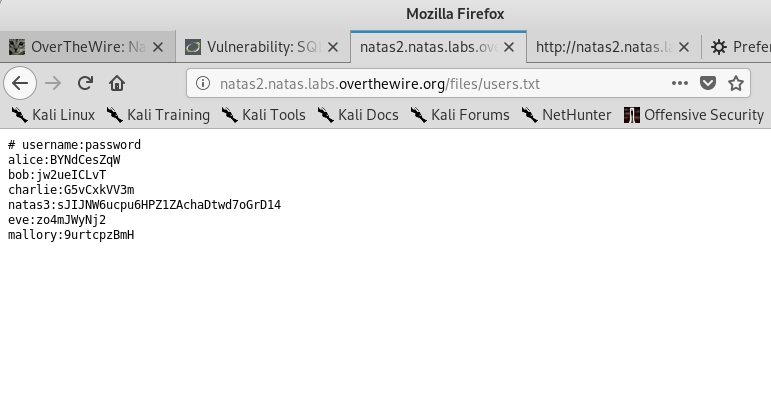 Mozilla Firefox
OverTheWire: Na
Vulnerability: SQ
natas2.natas.labs.ov
http://natas2.natas.la
Prefer
natas2.natas.labs.overthewire.org/files/users.txt
Kali Linux Kali Training Kali Tools Kali Docs Kali Forums NetHunter Offensive Security
# username:password
alice:BYNdCesZqW
bob:jw2ueICLvT
charlie:G5vCxkVV3m
natas3:sJIJNW6ucpu6HPZ1ZAchaDtwd7oGrD14
eve:zo4mJWyNj2
mallory:9urtcpzBmH